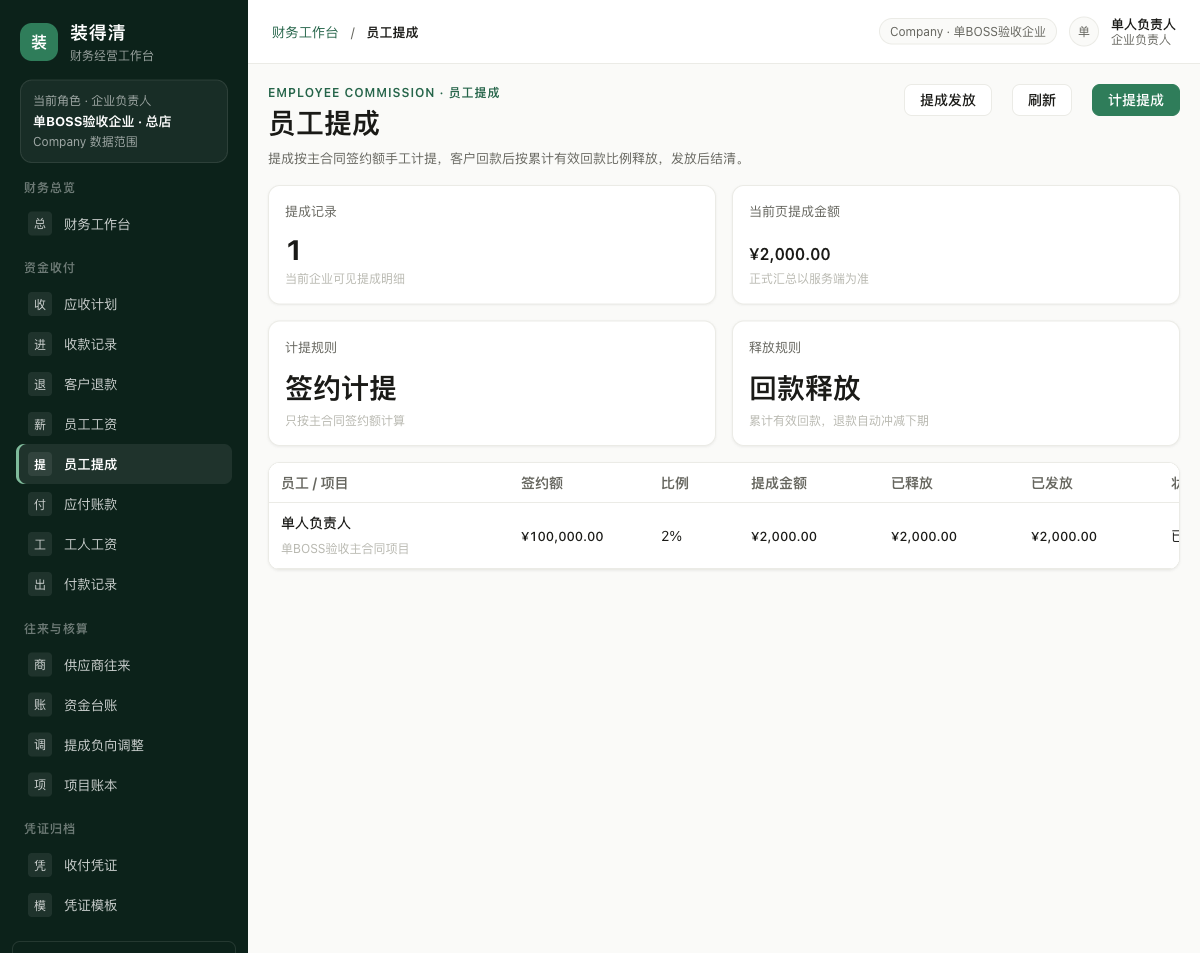 装
装得清
财务经营工作台
当前角色 · 企业负责人
单BOSS验收企业 · 总店
Company 数据范围
财务总览
总 财务工作台
资金收付
收 应收计划
进 收款记录
退 客户退款
薪 员工工资
提 员工提成
付 应付账款
工 工人工资
出 付款记录
往来与核算
商 供应商往来
账 资金台账
调 提成负向调整
项 项目账本
凭证归档
凭 收付凭证
模 凭证模板
财务工作台 / 员工提成
Company · 单BOSS验收企业
单
单人负责人
企业负责人
EMPLOYEE COMMISSION · 员工提成
员工提成
提成按主合同签约额手工计提，客户回款后按累计有效回款比例释放，发放后结清。
提成发放
刷新
计提提成
提成记录
1
当前企业可见提成明细
当前页提成金额
¥2,000.00
正式汇总以服务端为准
计提规则
签约计提
只按主合同签约额计算
释放规则
回款释放
累计有效回款，退款自动冲减下期
员工 / 项目 签约额 比例 提成金额 已释放 已发放
单人负责人
单BOSS验收主合同项目
¥100,000.00 2% ¥2,000.00 ¥2,000.00 ¥2,000.00